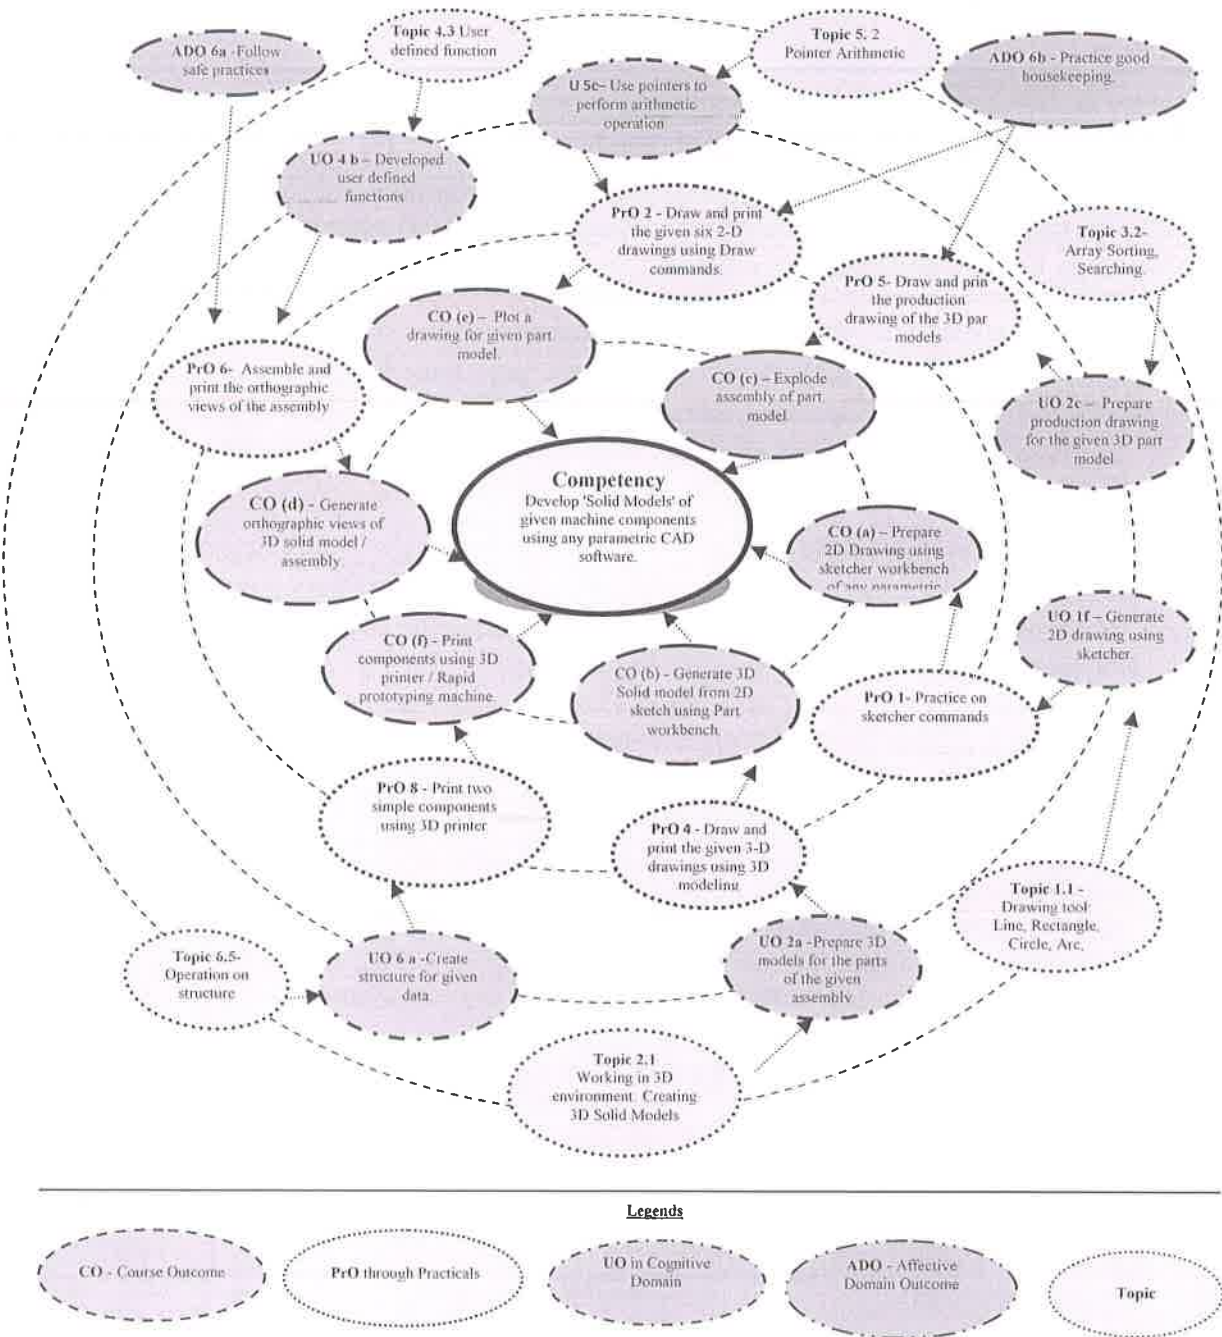 ADO 6a -Follow
safe practices
Topic 4.3 User
defined function
Topic 5. 2
Pointer Arithmetic
ADO 6b - Practice good
housekeeping.
U 5c– Use pointers to
perform arithmetic
operation
UO 4 b – Developed
user defined
functions
PrO 2 - Draw and print
the given six 2-D
drawings using Draw
commands.
Topic 3.2-
Array Sorting,
Searching.
PrO 5- Draw and prin
the production
drawing of the 3D par
models
CO (e) – Plot a
drawing for given part
model.
PrO 6- Assemble and
print the orthographic
views of the assembly
CO (c) – Explode
assembly of part
model
UO 2c – Prepare
production drawing
for the given 3D part
model
Competency
Develop 'Solid Models' of
given machine components
using any parametric CAD
software.
CO (d) - Generate
orthographic views of
3D solid model /
assembly.
CO (a) – Prepare
2D Drawing using
sketcher workbench
of any parametric
UO 1f – Generate
2D drawing using
sketcher.
CO (f) - Print
components using 3D
printer / Rapid
prototyping machine.
CO (b) - Generate 3D
Solid model from 2D
sketch using Part
workbench
PrO 1- Practice on
sketcher commands
PrO 8 - Print two
simple components
using 3D printer
PrO 4 - Draw and
print the given 3-D
drawings using 3D
modeling
Topic 1.1 -
Drawing tool
Line, Rectangle,
Circle, Arc,
Topic 6.5-
Operation on
structure
UO 6 a -Create
structure for given
data
UO 2a -Prepare 3D
models for the parts
of the given
assembly
Topic 2.1
Working in 3D
environment. Creating
3D Solid Models
Legends
CO - Course Outcome
PrO through Practicals
UO in Cognitive
Domain
ADO - Affective
Domain Outcome
Topic